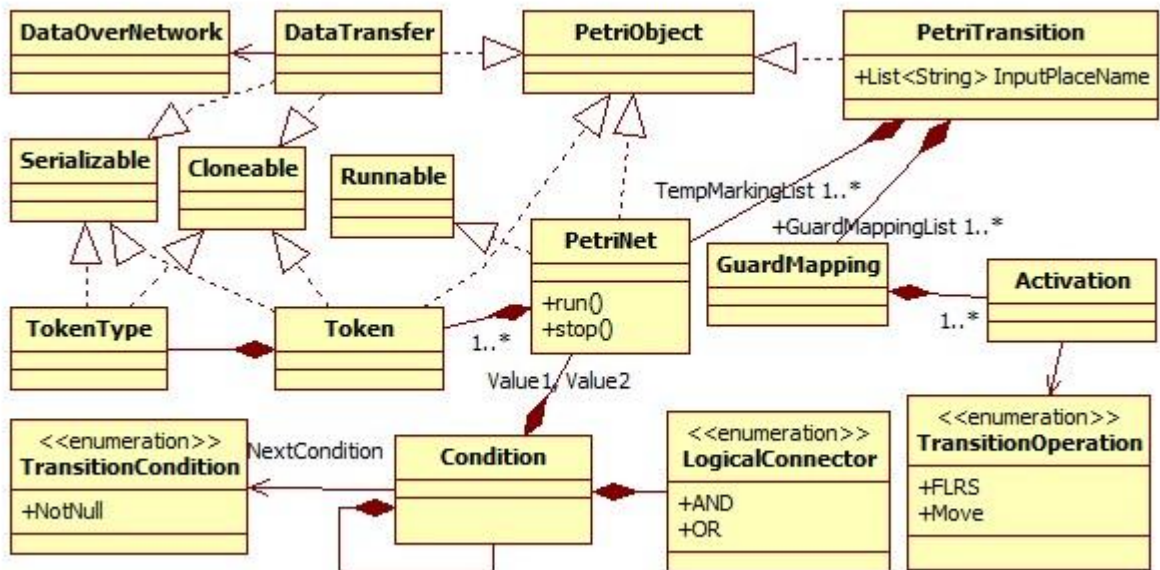 DataOverNetwork
DataTransfer
PetriObject
PetriTransition
+List<String> InputPlaceName
Serializable
Cloneable
Runnable
TempMarkingList 1..*
+GuardMappingList 1..*
PetriNet
+run()
+stop()
GuardMapping
Activation
1..*
TokenType
Token
1..*
Value1, Value2
<<enumeration>>
TransitionCondition
+NotNull
NextCondition
Condition
<<enumeration>>
LogicalConnector
+AND
+OR
<<enumeration>>
TransitionOperation
+FLRS
+Move